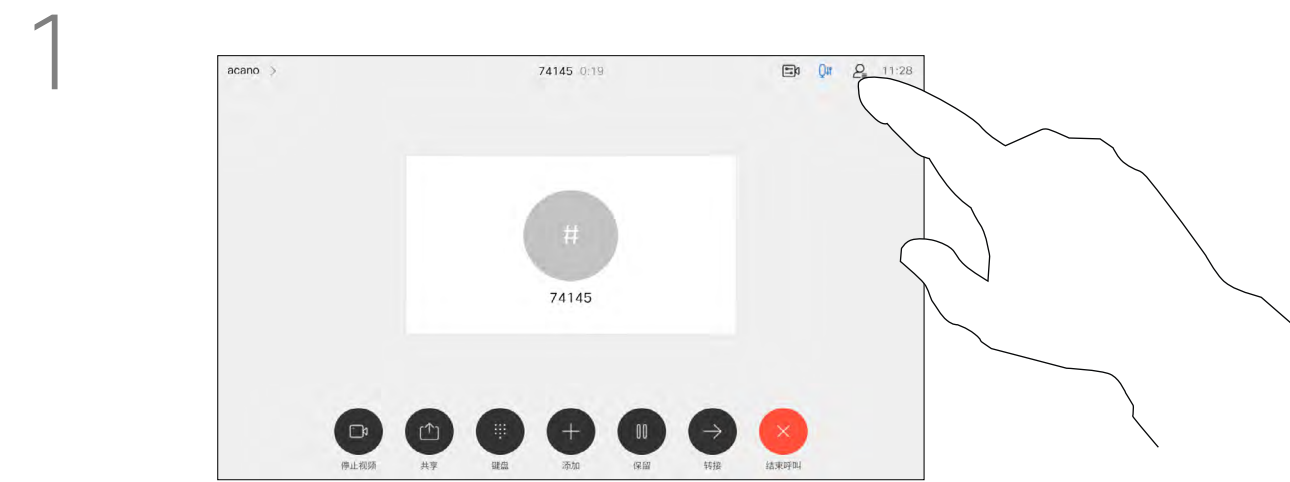 1
acano >
74145 0:19
11:28
#
74145
停止视频
共享
键盘
添加
保留
转接
结束呼叫